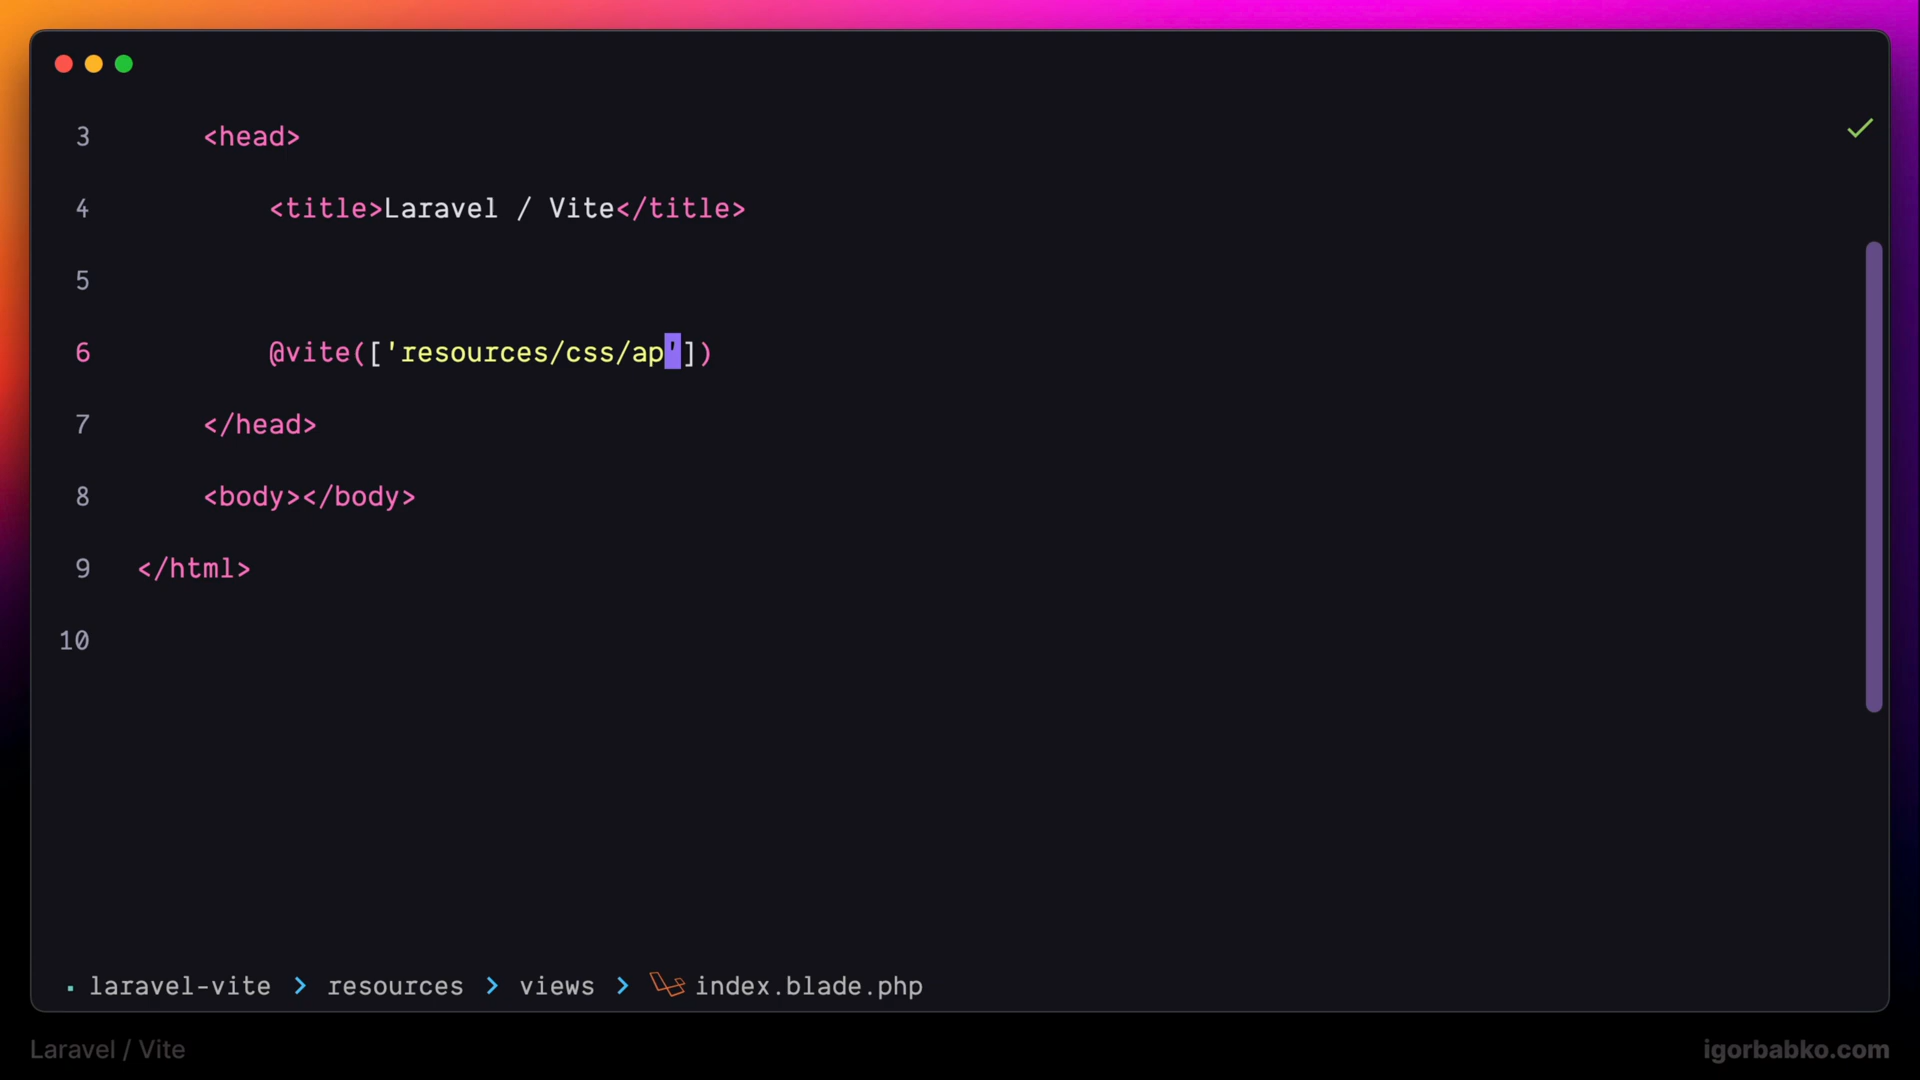 3 <head>
4 <title>Laravel / Vite</title>
5
6 @vite(['resources/css/ap'])
7 </head>
8 <body></body>
9 </html>
10
laravel-vite > resources > views > index.blade.php
Laravel / Vite
igorbabko.com